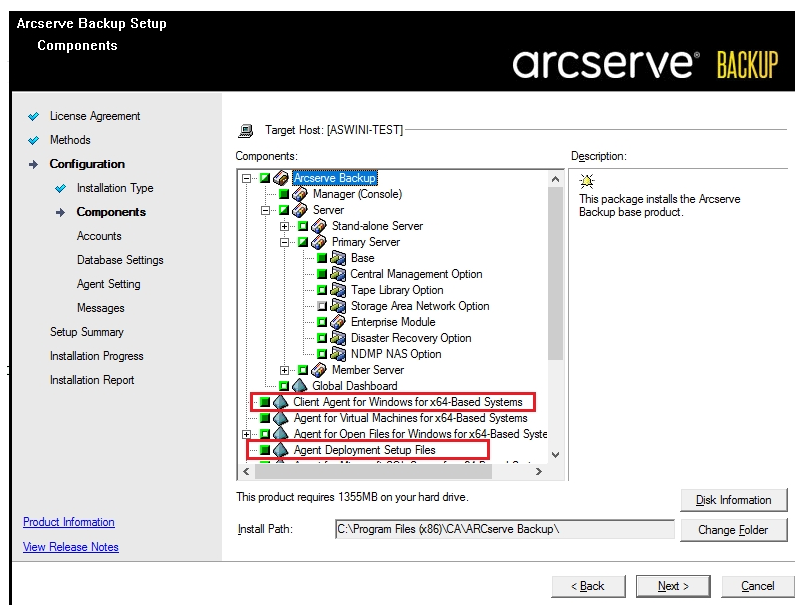 Arcserve Backup Setup
Components
arcserve® BACKUP
License Agreement
Methods
Configuration
Installation Type
Components
Accounts
Database Settings
Agent Setting
Messages
Setup Summary
Installation Progress
Installation Report
Product Information
View Release Notes
Target Host: [ASWINI-TEST]
Components:
Arcserve Backup
Manager (Console)
Server
Stand-alone Server
Primary Server
Base
Central Management Option
Tape Library Option
Storage Area Network Option
Enterprise Module
Disaster Recovery Option
NDMP NAS Option
Member Server
Global Dashboard
Client Agent for Windows for x64-Based Systems
Agent for Virtual Machines for x64-Based Systems
Agent for Open Files for Windows for x64-Based Syste
Agent Deployment Setup Files
Description:
This package installs the Arcserve
Backup base product.
This product requires 1355MB on your hard drive.
Disk Information
Install Path:
C:\Program Files (x86)\CA\ARCserve Backup\
Change Folder
< Back
Next >
Cancel